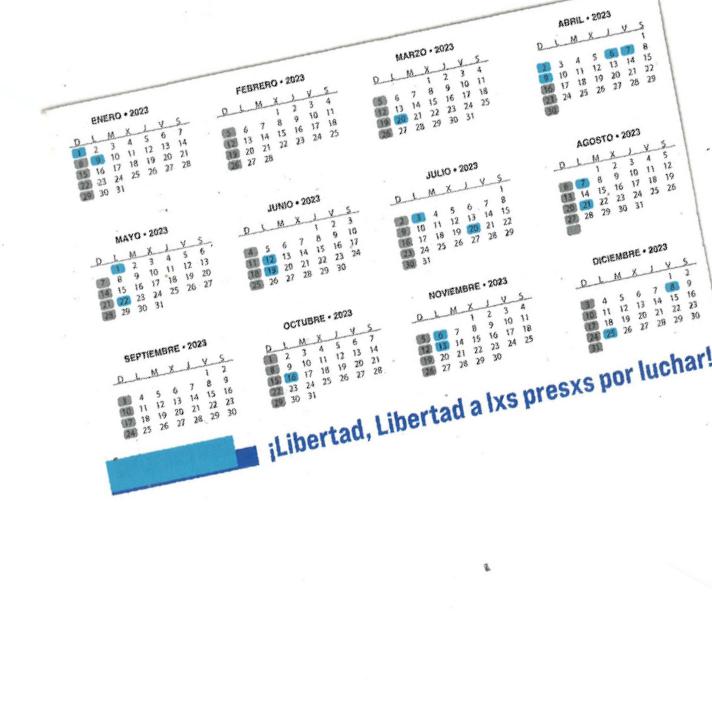 ENERO • 2023
D L M X J V S
1 2 3 4 5 6 7
8 9 10 11 12 13 14
15 16 17 18 19 20 21
22 23 24 25 26 27 28
29 30 31
FEBRERO • 2023
D L M X J V S
1 2 3 4
5 6 7 8 9 10 11
12 13 14 15 16 17 18
19 20 21 22 23 24 25
26 27 28
MARZO • 2023
D L M X J V S
1 2 3 4
5 6 7 8 9 10 11
12 13 14 15 16 17 18
19 20 21 22 23 24 25
26 27 28 29 30 31
ABRIL • 2023
D L M X J V S
1
2 3 4 5 6 7 8
9 10 11 12 13 14 15
16 17 18 19 20 21 22
23 24 25 26 27 28 29
30
MAYO • 2023
D L M X J V S
1 2 3 4 5 6
7 8 9 10 11 12 13
14 15 16 17 18 19 20
21 22 23 24 25 26 27
28 29 30 31
JUNIO • 2023
D L M X J V S
1 2 3
4 5 6 7 8 9 10
11 12 13 14 15 16 17
18 19 20 21 22 23 24
25 26 27 28 29 30
JULIO • 2023
D L M X J V S
1
2 3 4 5 6 7 8
9 10 11 12 13 14 15
16 17 18 19 20 21 22
23 24 25 26 27 28 29
30 31
AGOSTO • 2023
D L M X J V S
1 2 3 4 5
6 7 8 9 10 11 12
13 14 15 16 17 18 19
20 21 22 23 24 25 26
27 28 29 30 31
SEPTIEMBRE • 2023
D L M X J V S
1 2
3 4 5 6 7 8 9
10 11 12 13 14 15 16
17 18 19 20 21 22 23
24 25 26 27 28 29 30
OCTUBRE • 2023
D L M X J V S
1 2 3 4 5 6 7
8 9 10 11 12 13 14
15 16 17 18 19 20 21
22 23 24 25 26 27 28
29 30 31
NOVIEMBRE • 2023
D L M X J V S
1 2 3 4
5 6 7 8 9 10 11
12 13 14 15 16 17 18
19 20 21 22 23 24 25
26 27 28 29 30
DICIEMBRE • 2023
D L M X J V S
1 2
3 4 5 6 7 8 9
10 11 12 13 14 15 16
17 18 19 20 21 22 23
24 25 26 27 28 29 30
31
¡Libertad, Libertad a lxs presxs por luchar!